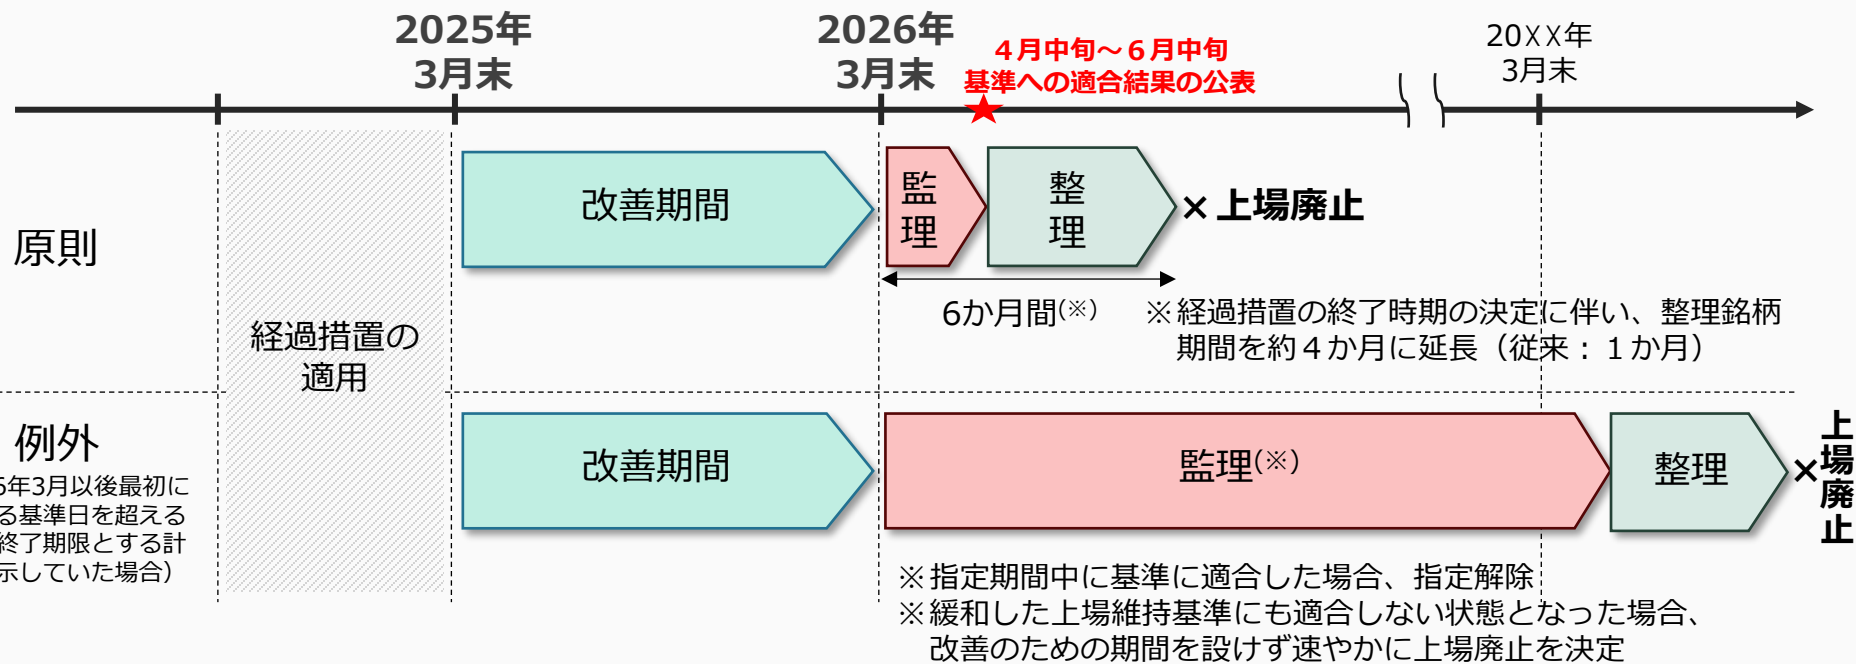 2025年
3月末
2026年
3月末
４月中旬～６月中旬
基準への適合結果の公表
20XX年
3月末
原則
経過措置の
適用
改善期間
監
理
整
理
×上場廃止
6か月間(※)
※経過措置の終了時期の決定に伴い、整理銘柄
期間を約４か月に延長（従来：１か月）
例外
6年3月以後最初に
る基準日を超える
終了期限とする計
示していた場合）
改善期間
監理(※)
整理
×
上
場
廃
止
※指定期間中に基準に適合した場合、指定解除
※緩和した上場維持基準にも適合しない状態となった場合、
改善のための期間を設けず速やかに上場廃止を決定